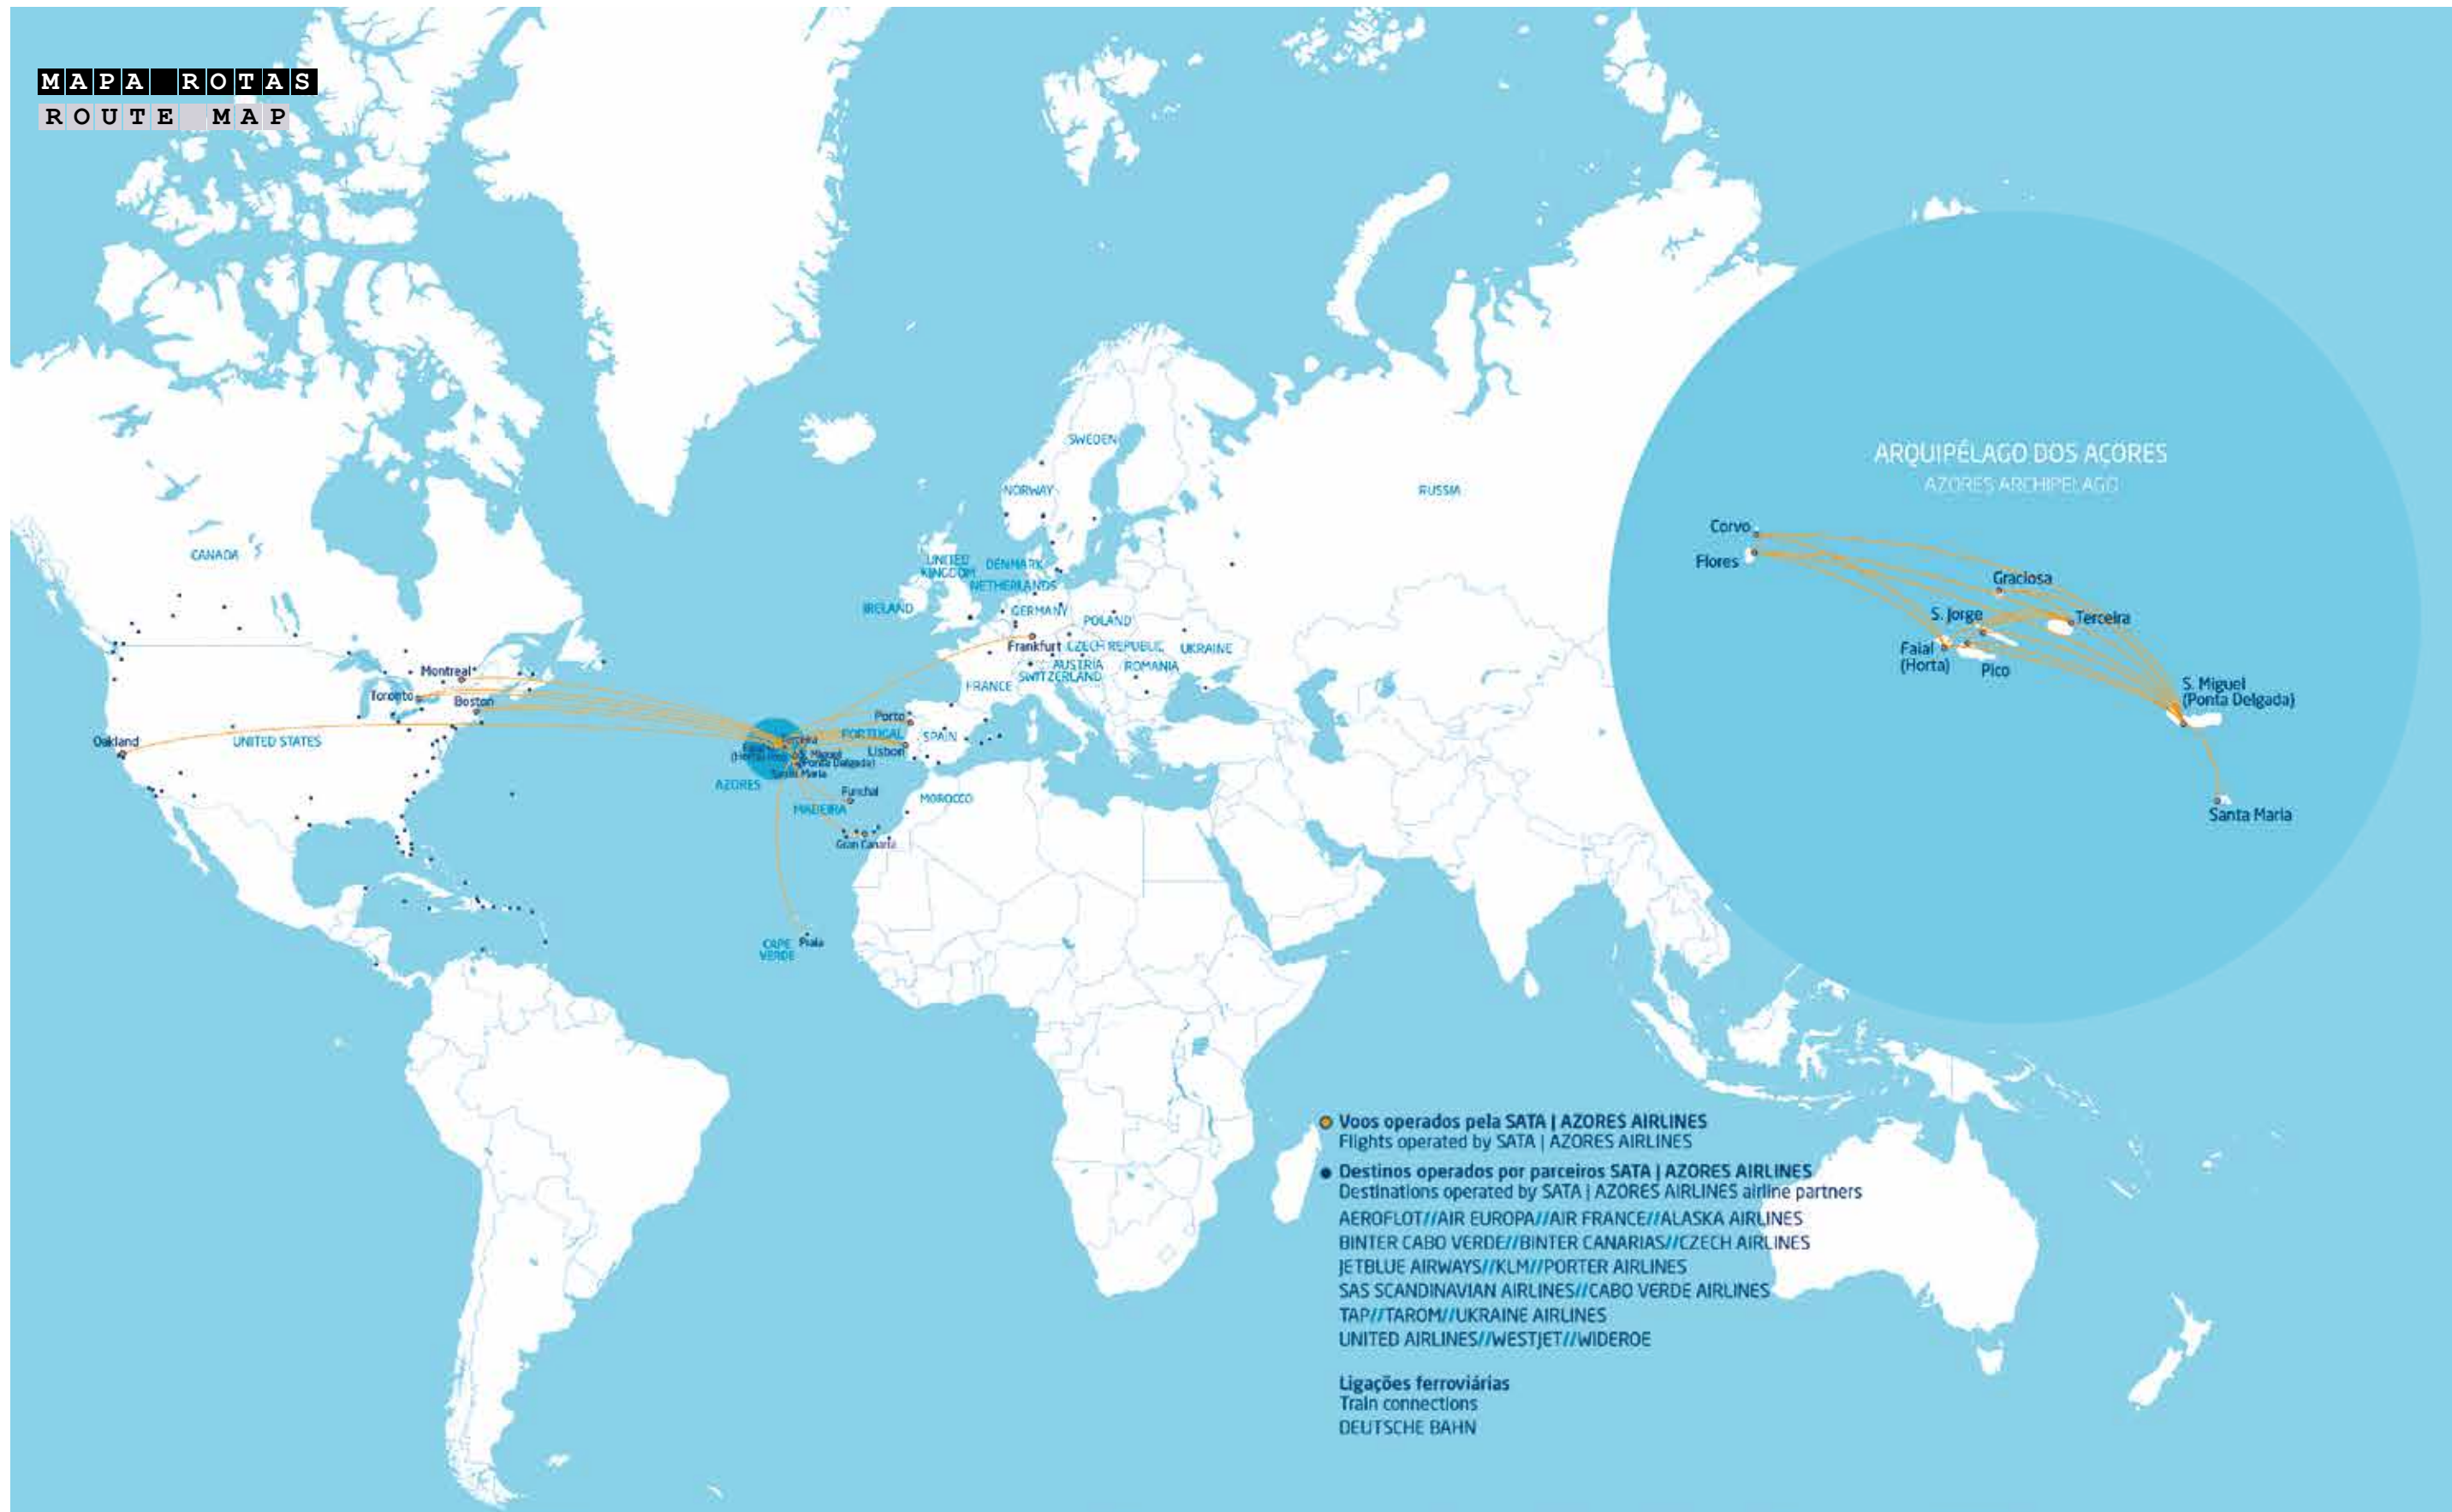 MAPA ROTAS
ROUTE MAP
SWEDEN
NORWAY
RUSSIA
CANADA
UNITED
KINGDOM
DENMARK
NETHERLANDS
IRELAND
GERMANY
POLAND
Frankfurt
CZECH REPUBLIC
UKRAINE
AUSTRIA
ROMANIA
SWITZERLAND
FRANCE
Montreal
Toronto
Boston
Oakland
UNITED STATES
Porto
PORTUGAL
SPAIN
Lisbon
Terceira
S. Miguel
(Ponta Delgada)
Santa Maria
AZORES
Funchal
MADEIRA
MOROCCO
Gran Canaria
CAPE
VERDE
Praia
ARQUIPÉLAGO DOS AÇORES
AZORES ARCHIPELAGO
Corvo
Flores
Graciosa
S. Jorge
Terceira
Faial
(Horta)
Pico
S. Miguel
(Ponta Delgada)
Santa Maria
Voos operados pela SATA | AZORES AIRLINES
Flights operated by SATA | AZORES AIRLINES
Destinos operados por parceiros SATA | AZORES AIRLINES
Destinations operated by SATA | AZORES AIRLINES airline partners
AEROFLOT//AIR EUROPA//AIR FRANCE//ALASKA AIRLINES
BINTER CABO VERDE//BINTER CANARIAS//CZECH AIRLINES
JETBLUE AIRWAYS//KLM//PORTER AIRLINES
SAS SCANDINAVIAN AIRLINES//CABO VERDE AIRLINES
TAP//TAROM//UKRAINE AIRLINES
UNITED AIRLINES//WESTJET//WIDEROE
Ligações ferroviárias
Train connections
DEUTSCHE BAHN